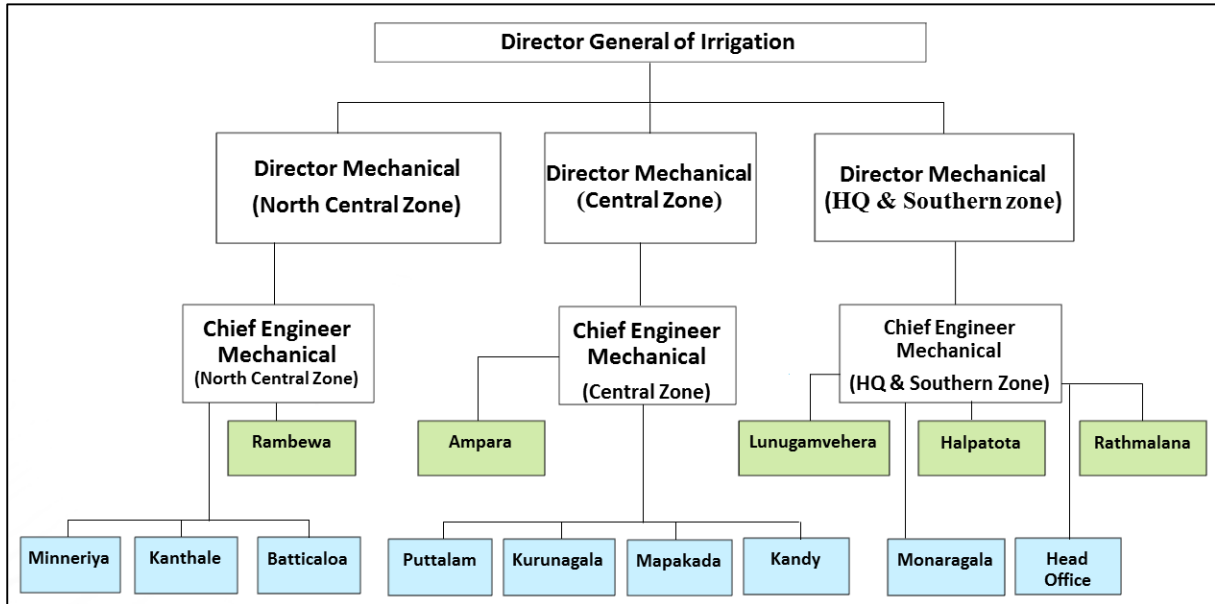 Director General of Irrigation
Director Mechanical
(North Central Zone)
Director Mechanical
(Central Zone)
Director Mechanical
(HQ & Southern zone)
Chief Engineer
Mechanical
(North Central Zone)
Chief Engineer
Mechanical
(Central Zone)
Chief Engineer
Mechanical
(HQ & Southern Zone)
Rambewa
Ampara
Lunugamvehera
Halpatota
Rathmalana
Minneriya
Kanthale
Batticaloa
Puttalam
Kurunagala
Mapakada
Kandy
Monaragala
Head
Office